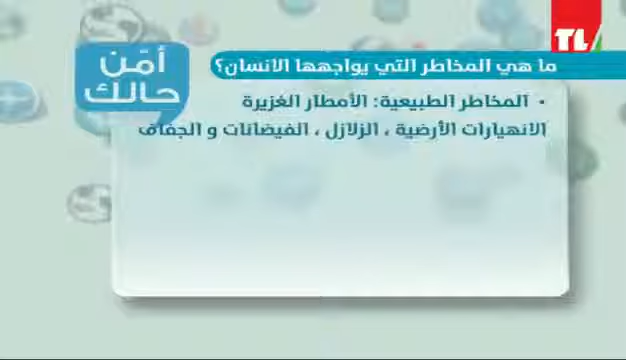 TL
أمّن
حالك
ما هي المخاطر التي يواجهها الانسان؟
• المخاطر الطبيعية: الأمطار الغزيرة
الانهيارات الأرضية ، الزلازل ، الفيضانات و الجفاف